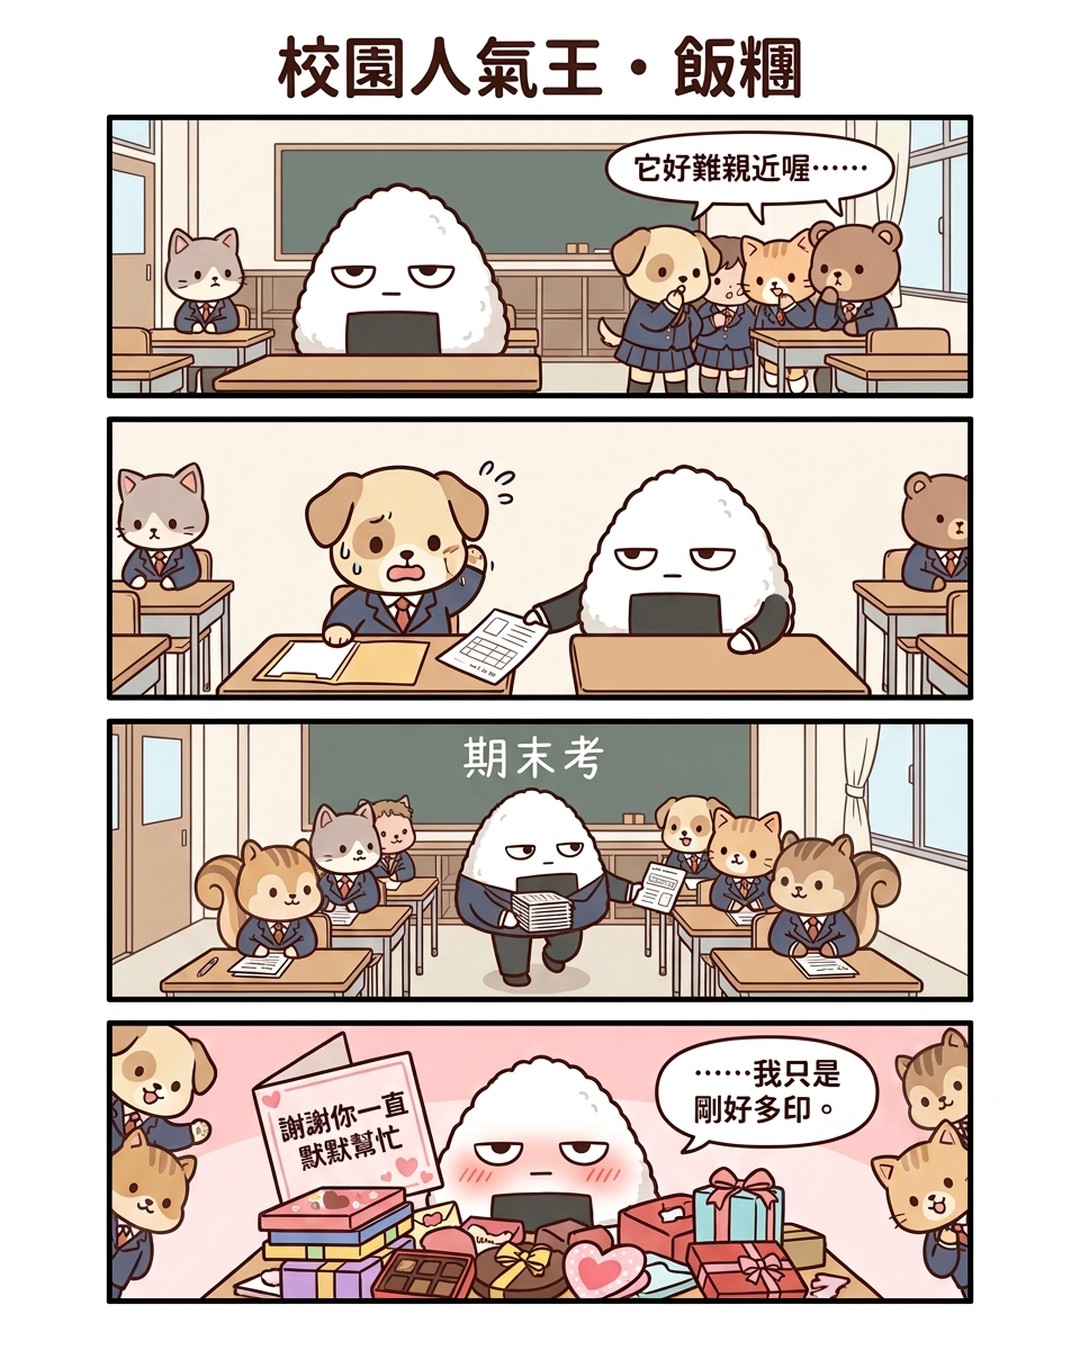 校園人氣王・飯糰
它好難親近喔⋯⋯
期末考
謝謝你一直
默默幫忙
⋯⋯我只是
剛好多印。